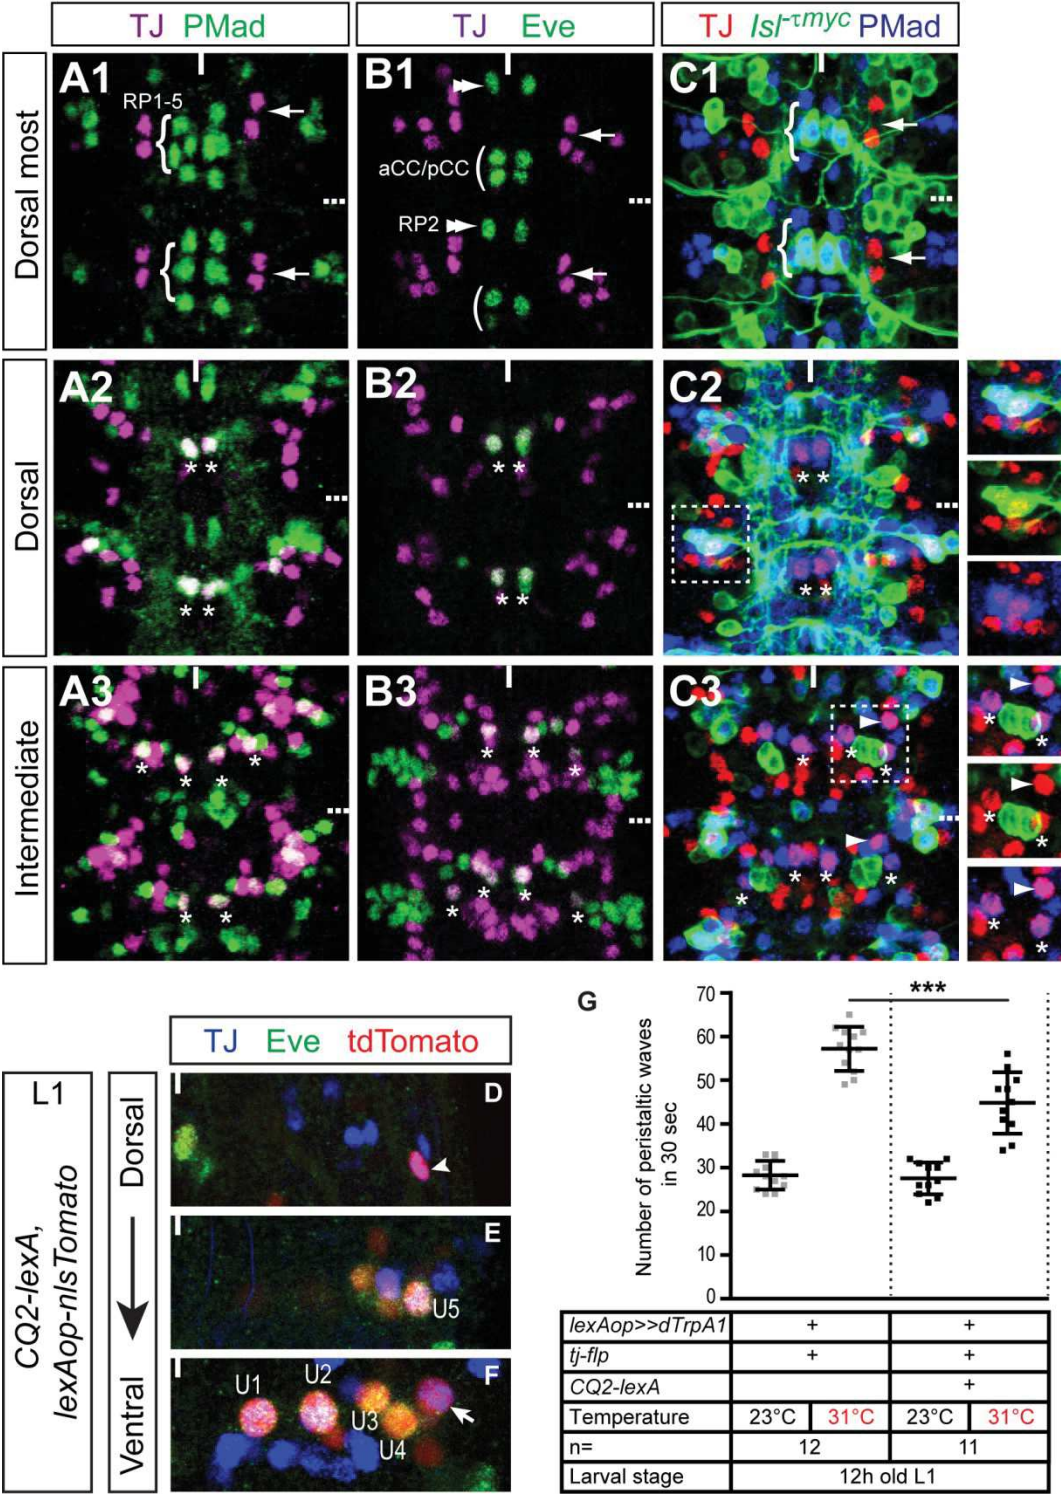 TJ PMad
TJ Eve
TJ Isl-τmyc PMad
Dorsal most
A1
RP1-5
{
{
B1
aCC/pCC
(
RP2
(
C1
{
{
Dorsal
A2
* *
* *
B2
* *
* *
C2
* *
* *
Intermediate
A3
* * * *
* *
B3
* * *
* * * *
C3
* * *
* * * *
* *
* *
* *
TJ Eve tdTomato
L1
CQ2-lexA,
lexAop-nlsTomato
Dorsal
Ventral
D
E
U5
F
U1
U2
U3
U4
G
***
Number of peristaltic waves
in 30 sec
70
60
50
40
30
20
10
0
lexAop>>dTrpA1 + +
tj-flp + +
CQ2-lexA +
Temperature 23°C 31°C 23°C 31°C
n= 12 11
Larval stage 12h old L1